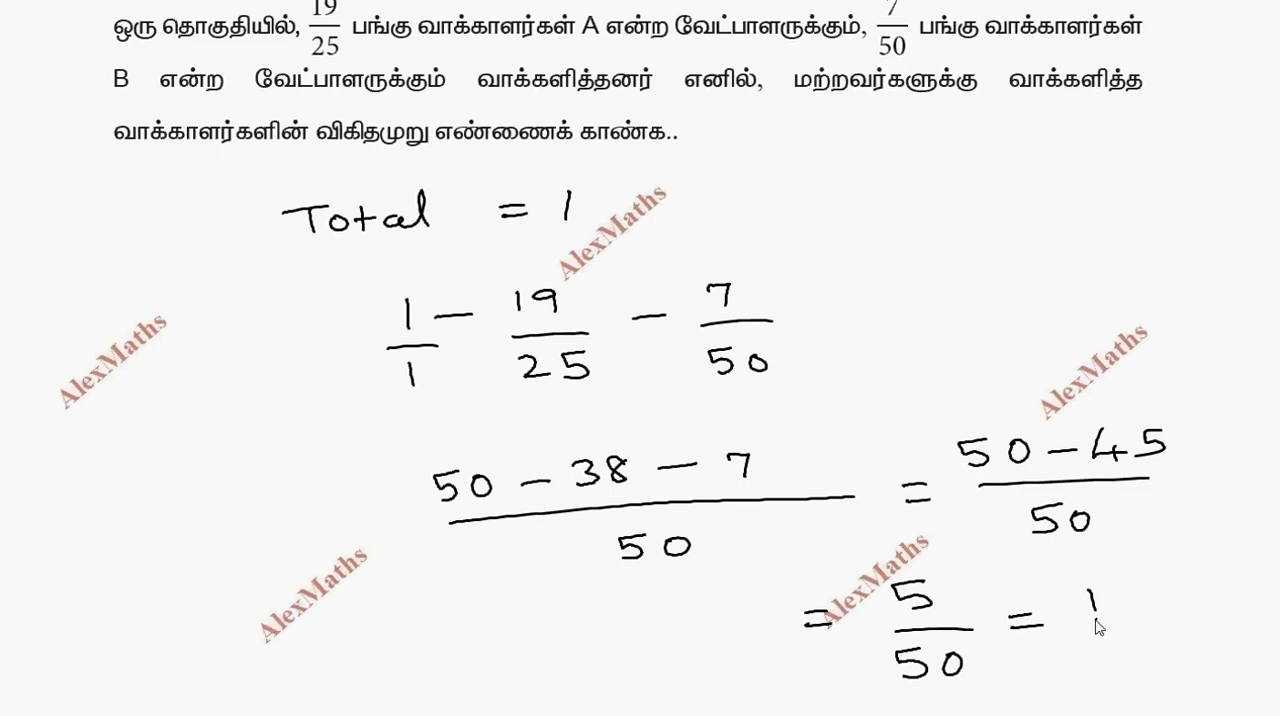 ஒரு தொகுதியில், 19/25 பங்கு வாக்காளர்கள் A என்ற வேட்பாளருக்கும், 7/50 பங்கு வாக்காளர்கள்
B என்ற வேட்பாளருக்கும் வாக்களித்தனர் எனில், மற்றவர்களுக்கு வாக்களித்த
வாக்காளர்களின் விகிதமுறு எண்ணைக் காண்க..
Total = 1
AlexMaths
1/1 - 19/25 - 7/50
AlexMaths
AlexMaths
50 - 38 - 7 / 50 = 50 - 45 / 50
AlexMaths
AlexMaths
= 5/50 = 1